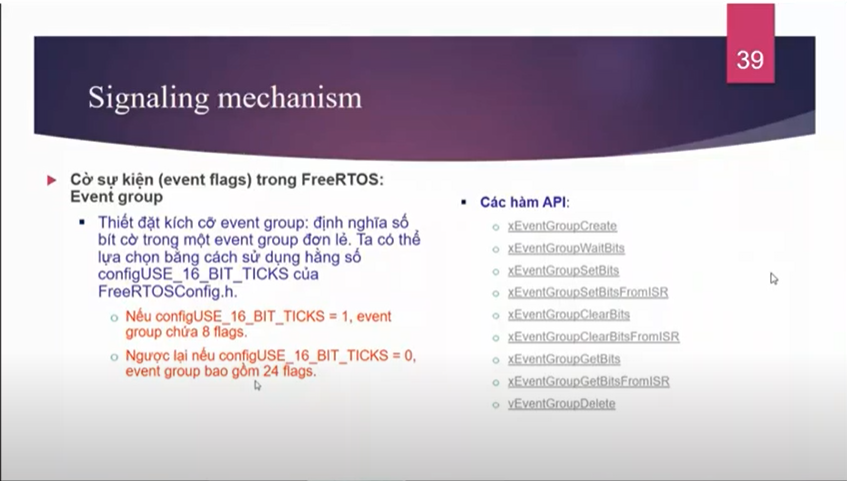 39
Signaling mechanism
Cờ sự kiện (event flags) trong FreeRTOS:
Event group
Thiết đặt kích cỡ event group: định nghĩa số
bít cờ trong một event group đơn lẻ. Ta có thể
lựa chọn bằng cách sử dụng hằng số
configUSE_16_BIT_TICKS của
FreeRTOSConfig.h.
Nếu configUSE_16_BIT_TICKS = 1, event
group chứa 8 flags.
Ngược lại nếu configUSE_16_BIT_TICKS = 0,
event group bao gồm 24 flags.
Các hàm API:
xEventGroupCreate
xEventGroupWaitBits
xEventGroupSetBits
xEventGroupSetBitsFromISR
xEventGroupClearBits
xEventGroupClearBitsFromISR
xEventGroupGetBits
xEventGroupGetBitsFromISR
vEventGroupDelete